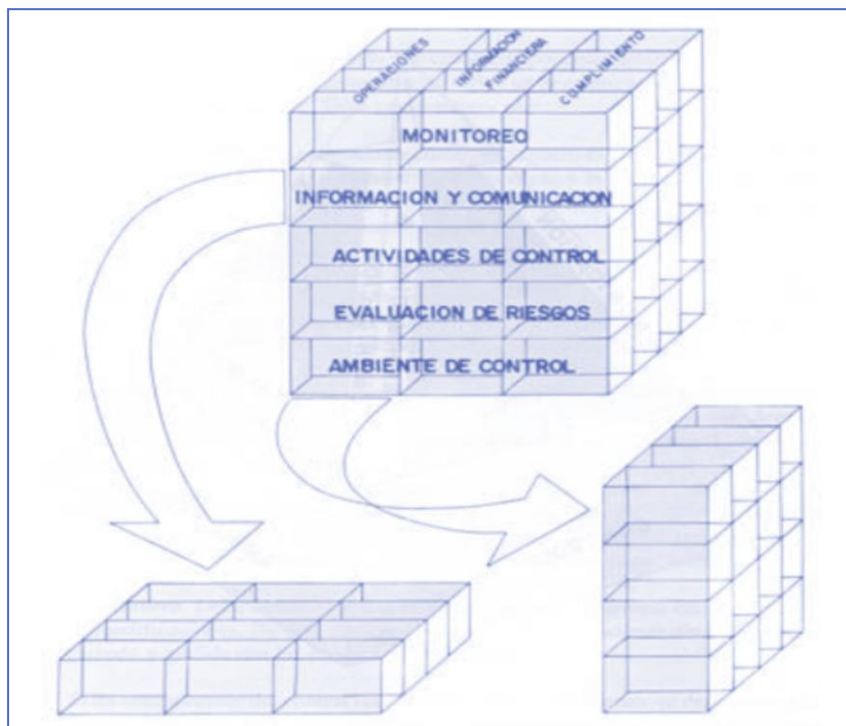 OPERACIONES
INFORMACION
FINANCIERA
CUMPLIMIENTO
MONITOREO
INFORMACION Y COMUNICACION
ACTIVIDADES DE CONTROL
EVALUACION DE RIESGOS
AMBIENTE DE CONTROL